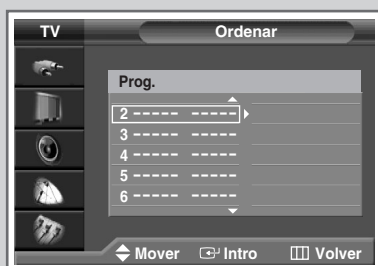 TV Ordenar
Prog.
2 ----- -----
3 ----- -----
4 ----- -----
5 ----- -----
6 ----- -----
Mover Intro Volver